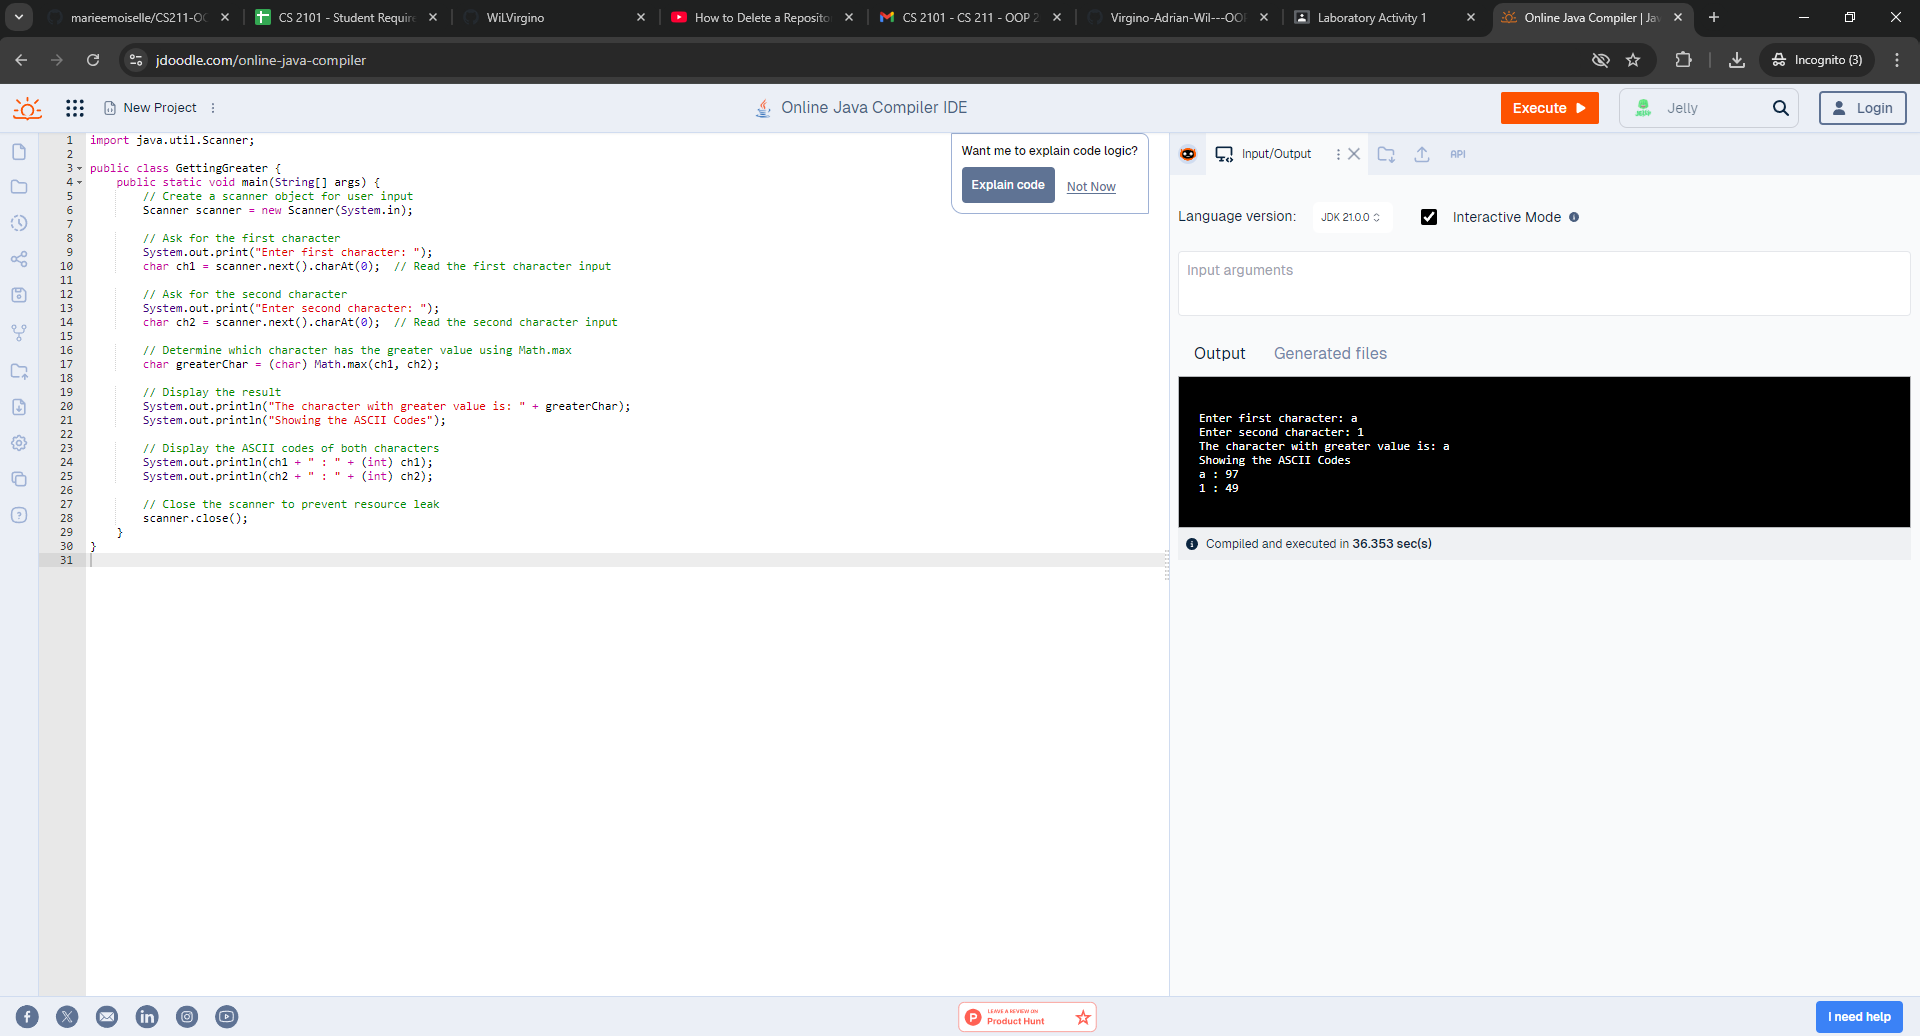 marieemoiselle/CS211-OO
CS 2101 - Student Require
WilVirgino
How to Delete a Reposito
CS 2101 - CS 211 - OOP 2
Virgino-Adrian-Wil---OOP
Laboratory Activity 1
Online Java Compiler | Jav
jdoodle.com/online-java-compiler
Incognito (3)
New Project
Online Java Compiler IDE
Execute
Jelly
Login
1 import java.util.Scanner;
2
3 public class GettingGreater {
4 public static void main(String[] args) {
5 // Create a scanner object for user input
6 Scanner scanner = new Scanner(System.in);
7
8 // Ask for the first character
9 System.out.print("Enter first character: ");
10 char ch1 = scanner.next().charAt(0);  // Read the first character input
11
12 // Ask for the second character
13 System.out.print("Enter second character: ");
14 char ch2 = scanner.next().charAt(0);  // Read the second character input
15
16 // Determine which character has the greater value using Math.max
17 char greaterChar = (char) Math.max(ch1, ch2);
18
19 // Display the result
20 System.out.println("The character with greater value is: " + greaterChar);
21 System.out.println("Showing the ASCII Codes");
22
23 // Display the ASCII codes of both characters
24 System.out.println(ch1 + " : " + (int) ch1);
25 System.out.println(ch2 + " : " + (int) ch2);
26
27 // Close the scanner to prevent resource leak
28 scanner.close();
29 }
30 }
31
Want me to explain code logic?
Explain code
Not Now
Input/Output
API
Language version:
JDK 21.0.0
Interactive Mode
Input arguments
Output
Generated files
Enter first character: a
Enter second character: 1
The character with greater value is: a
Showing the ASCII Codes
a : 97
1 : 49
Compiled and executed in 36.353 sec(s)
LEAVE A REVIEW ON
Product Hunt
I need help